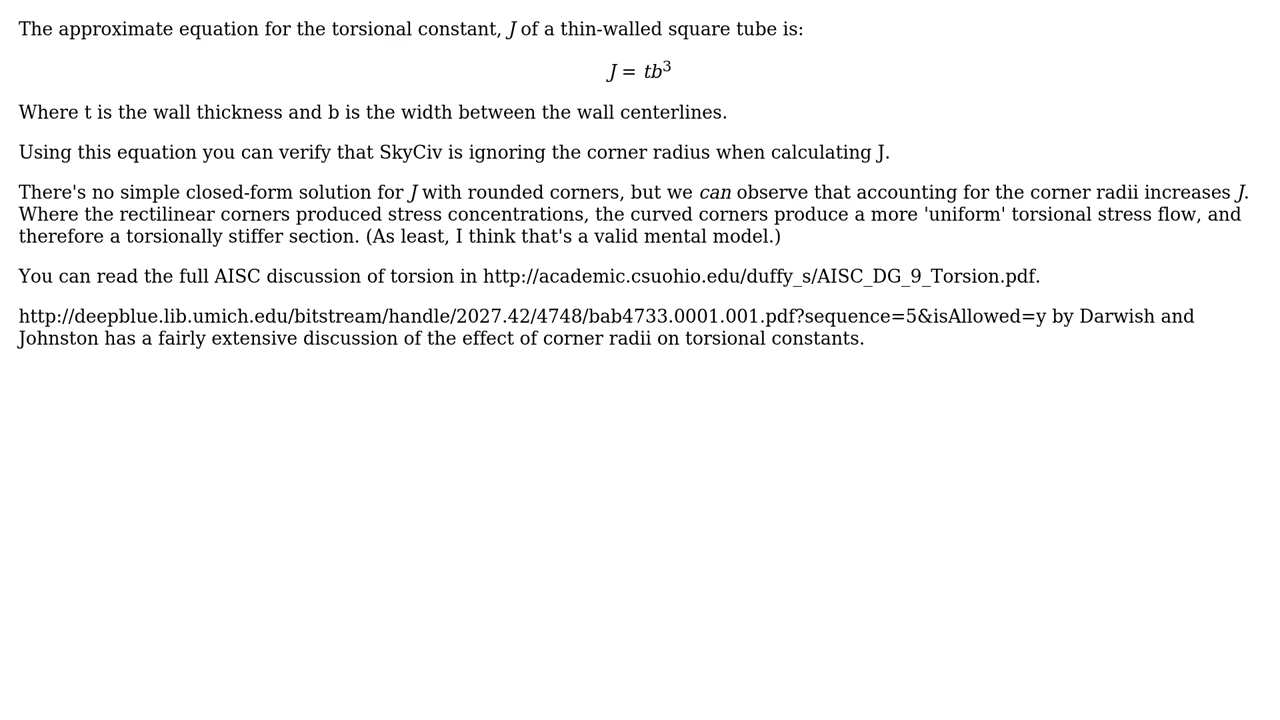 The approximate equation for the torsional constant, J of a thin-walled square tube is:
J = tb³
Where t is the wall thickness and b is the width between the wall centerlines.
Using this equation you can verify that SkyCiv is ignoring the corner radius when calculating J.
There's no simple closed-form solution for J with rounded corners, but we can observe that accounting for the corner radii increases J.
Where the rectilinear corners produced stress concentrations, the curved corners produce a more 'uniform' torsional stress flow, and
therefore a torsionally stiffer section. (As least, I think that's a valid mental model.)
You can read the full AISC discussion of torsion in http://academic.csuohio.edu/duffy_s/AISC_DG_9_Torsion.pdf.
http://deepblue.lib.umich.edu/bitstream/handle/2027.42/4748/bab4733.0001.001.pdf?sequence=5&isAllowed=y by Darwish and
Johnston has a fairly extensive discussion of the effect of corner radii on torsional constants.